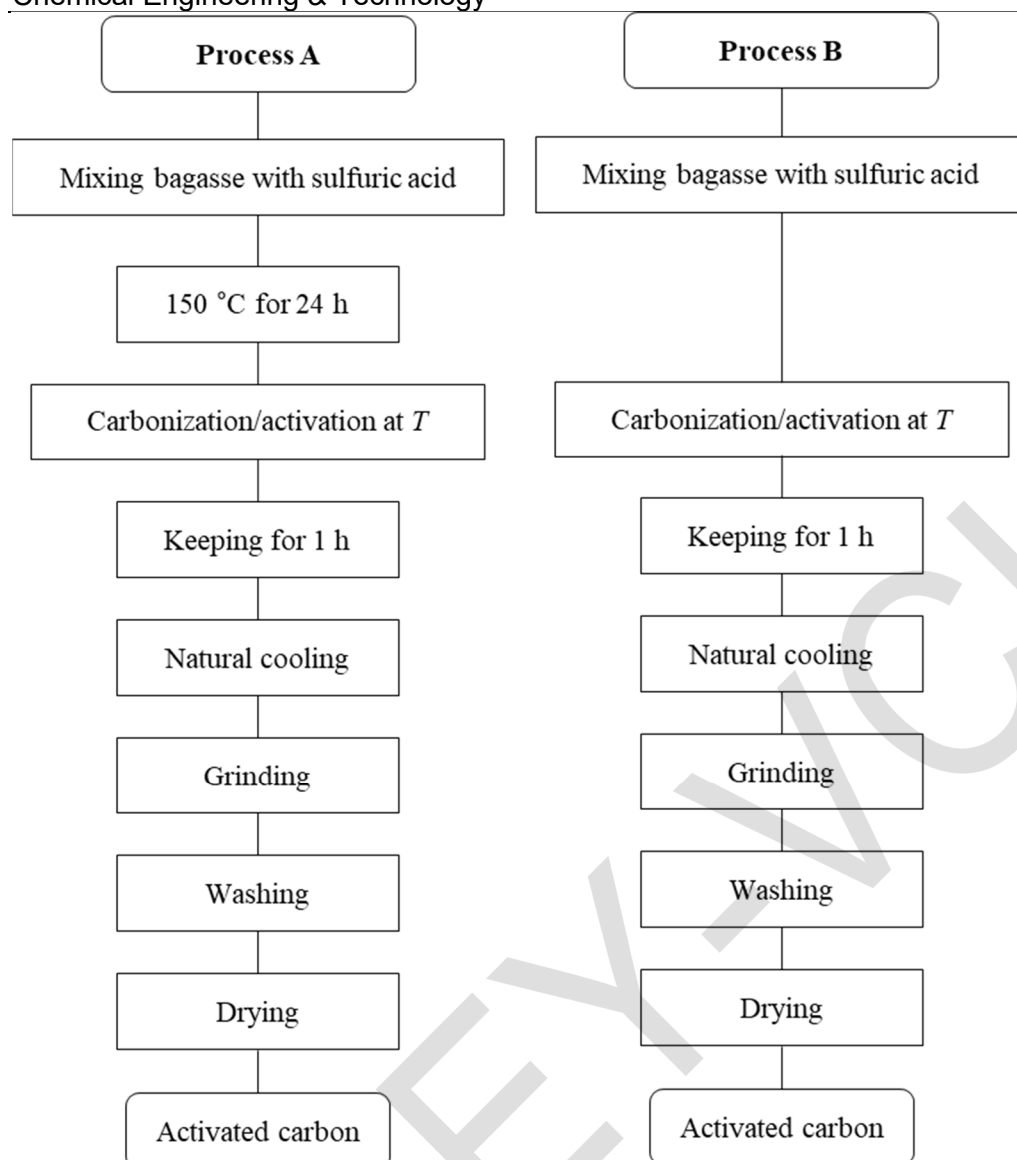 Chemical Engineering & Technology
Process A
Mixing bagasse with sulfuric acid
150 °C for 24 h
Carbonization/activation at T
Keeping for 1 h
Natural cooling
Grinding
Washing
Drying
Activated carbon
Process B
Mixing bagasse with sulfuric acid
Carbonization/activation at T
Keeping for 1 h
Natural cooling
Grinding
Washing
Drying
Activated carbon
EY-VC